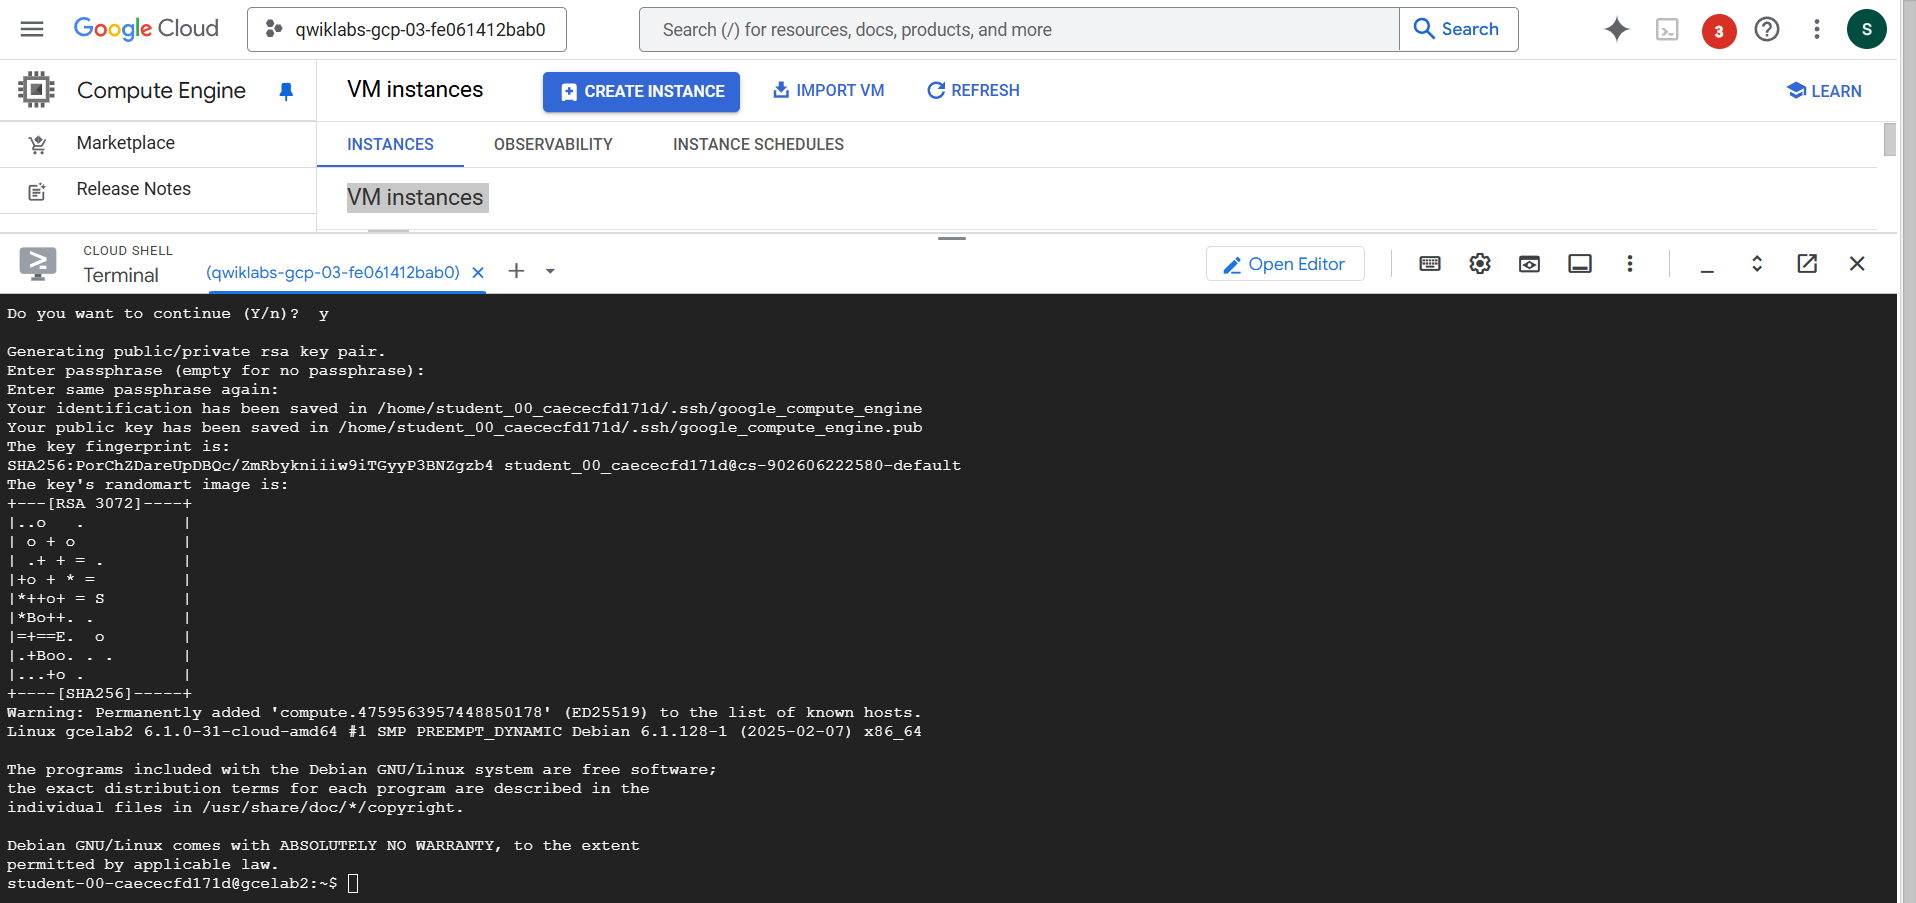 Google Cloud
qwiklabs-gcp-03-fe061412bab0
Search (/) for resources, docs, products, and more
Search
3
S
Compute Engine
VM instances
CREATE INSTANCE
IMPORT VM
REFRESH
LEARN
Marketplace
INSTANCES
OBSERVABILITY
INSTANCE SCHEDULES
Release Notes
VM instances
CLOUD SHELL
Terminal
(qwiklabs-gcp-03-fe061412bab0)
Open Editor
Do you want to continue (Y/n)?  y
Generating public/private rsa key pair.
Enter passphrase (empty for no passphrase):
Enter same passphrase again:
Your identification has been saved in /home/student_00_caececfd171d/.ssh/google_compute_engine
Your public key has been saved in /home/student_00_caececfd171d/.ssh/google_compute_engine.pub
The key fingerprint is:
SHA256:PorChZDareUpDBQc/ZmRbykniiiw9iTGyyP3BNZgzb4 student_00_caececfd171d@cs-902606222580-default
The key's randomart image is:
+---[RSA 3072]----+
|..o   .          |
| o + o           |
| .+ + = .        |
|+o + * =         |
|*++o+ = S        |
|*Bo++. .         |
|=+==E.  o        |
|.+Boo. . .       |
|...+o .          |
+----[SHA256]-----+
Warning: Permanently added 'compute.4759563957448850178' (ED25519) to the list of known hosts.
Linux gcelab2 6.1.0-31-cloud-amd64 #1 SMP PREEMPT_DYNAMIC Debian 6.1.128-1 (2025-02-07) x86_64
The programs included with the Debian GNU/Linux system are free software;
the exact distribution terms for each program are described in the
individual files in /usr/share/doc/*/copyright.
Debian GNU/Linux comes with ABSOLUTELY NO WARRANTY, to the extent
permitted by applicable law.
student-00-caececfd171d@gcelab2:~$